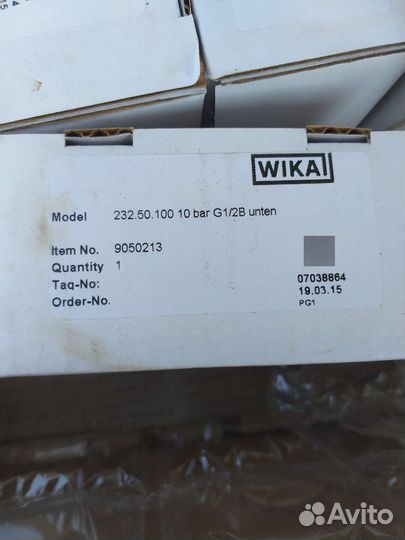 WIKA
Model 232.50.100 10 bar G1/2B unten
Item No. 9050213
Quantity 1
Taq-No:
Order-No.
07038864
19.03.15
PG1
Avito